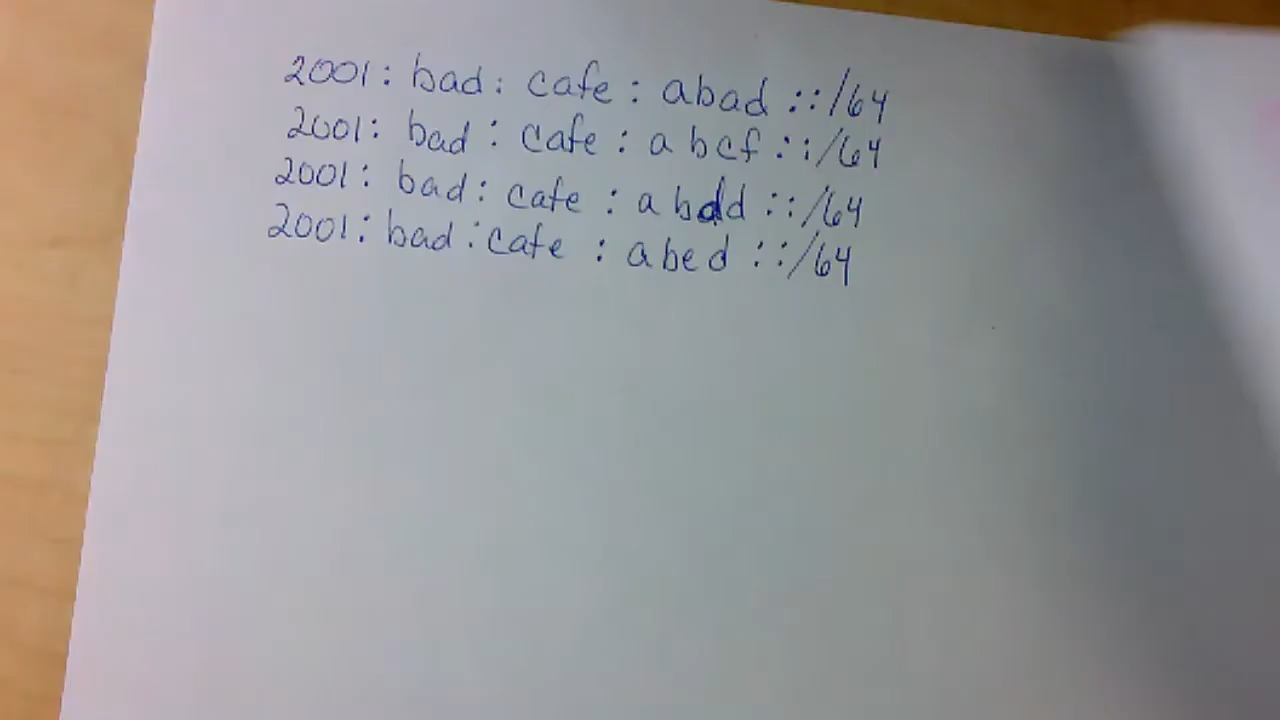 2001: bad: cafe: abad ::/64
2001: bad: cafe: abcf ::/64
2001: bad: cafe: abdd ::/64
2001: bad: cafe: abed ::/64